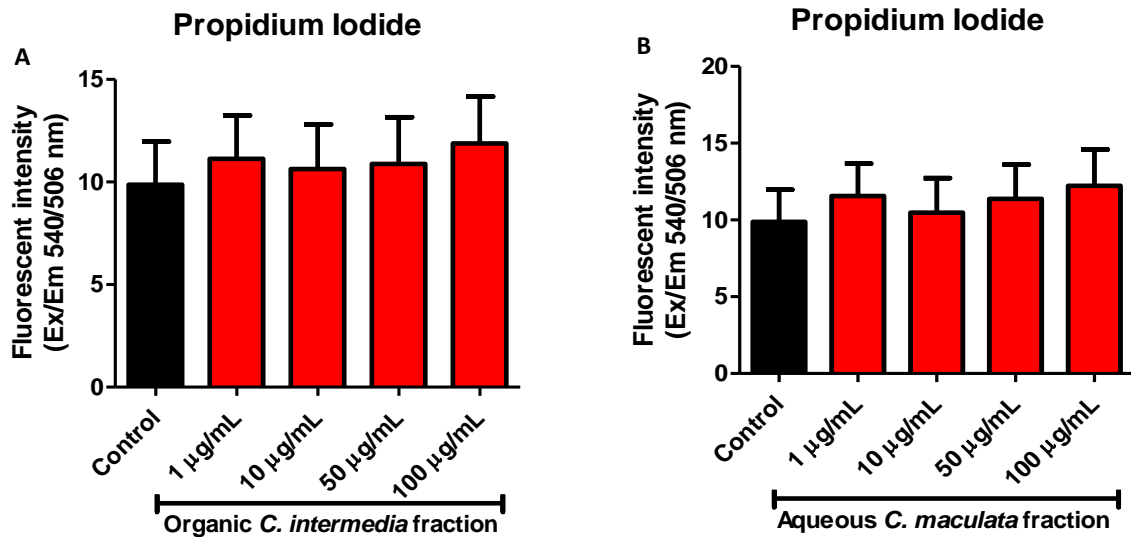 Propidium Iodide
A
Fluorescent intensity
(Ex/Em 540/506 nm)
15
10
5
0
Control
1 μg/mL
10 μg/mL
50 μg/mL
100 μg/mL
Organic C. intermedia fraction
Propidium Iodide
B
Fluorescent intensity
(Ex/Em 540/506 nm)
20
15
10
5
0
Control
1 μg/mL
10 μg/mL
50 μg/mL
100 μg/mL
Aqueous C. maculata fraction